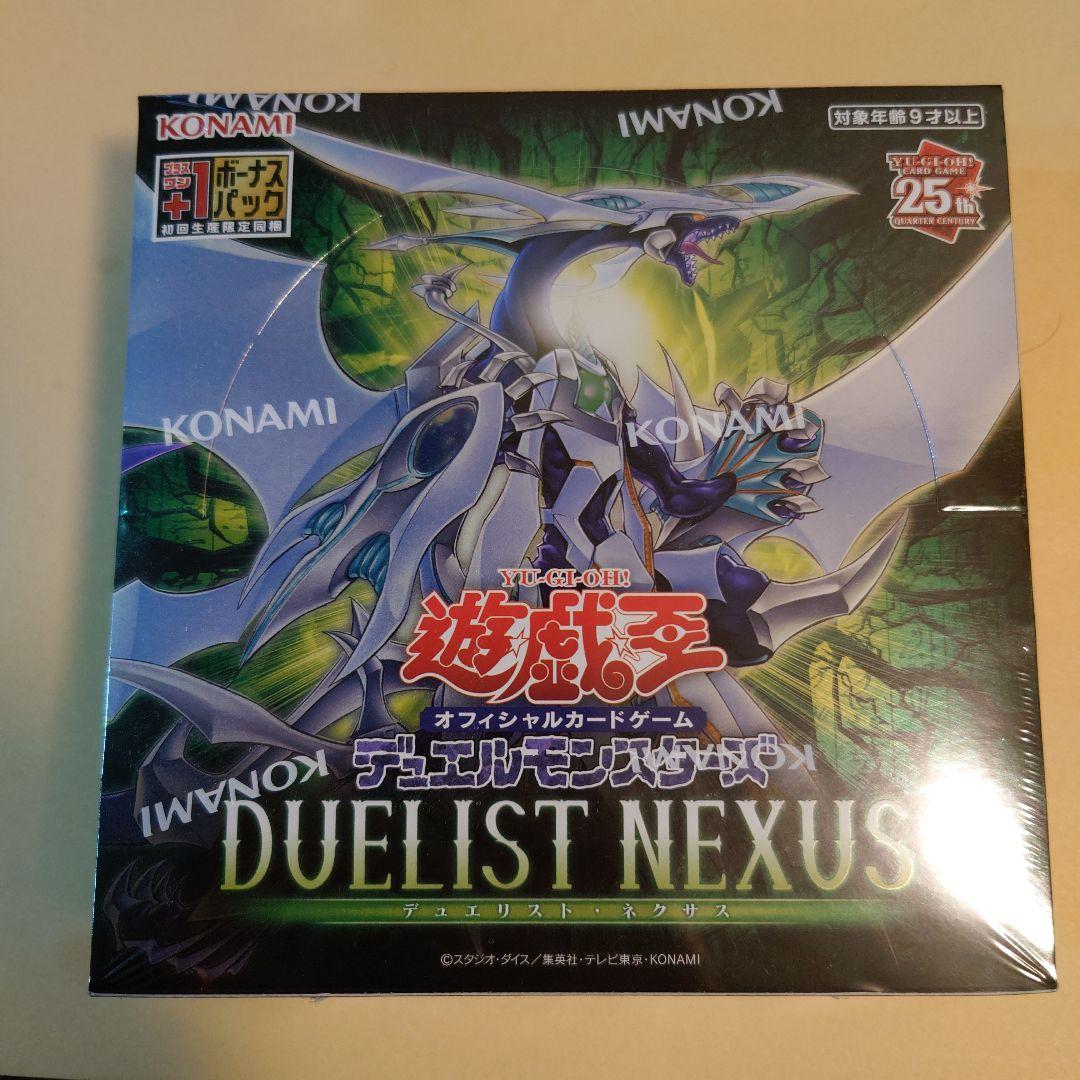 KONAMI
KONAMI
KONAMI
対象年齢9才以上
プラスワン
+1
ボーナス
パック
初回生産限定同梱
YU-GI-OH!
CARD GAME
25th
QUARTER CENTURY
KONAMI
KONAMI
YU-GI-OH!
遊☆戯☆王
オフィシャルカードゲーム
デュエルモンスターズ
KONAMI
KONAMI
DUELIST NEXUS
デュエリスト・ネクサス
©スタジオ・ダイス/集英社・テレビ東京・KONAMI